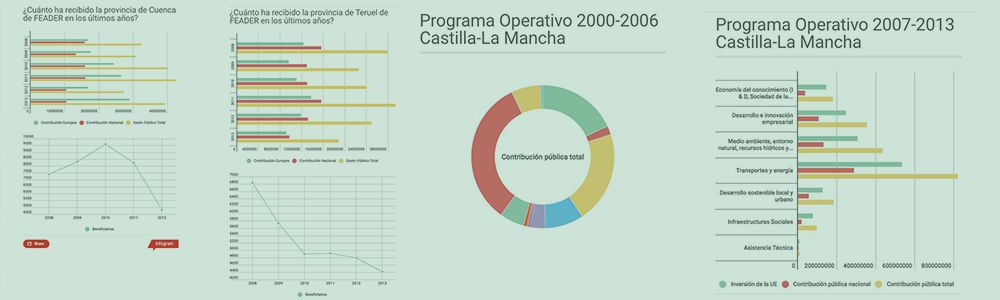 ¿Cuánto ha recibido la provincia de Cuenca
de FEADER en los últimos años?
2008
2009
2010
2011
2012
2013
0
Contribución Europea
Contribución Nacional
Gasto Público Total
9500
9000
8500
8000
7500
7000
6500
6000
5500
5000
4500
2008
2009
2010
2011
Beneficiarios
Share
infogram
¿Cuánto ha recibido la provincia de Teruel de
FEADER en los últimos años?
2008
2009
2010
2011
2012
2013
0
4000000
8000000
12000000
16000000
20000000
24000000
28000000
Contribución Europea
Contribución Nacional
Gasto Público Total
7000
6800
6600
6400
6200
6000
5800
5600
5400
5200
5000
4800
4600
4400
4200
2008
2009
2010
2011
2012
2013
Beneficiarios
Programa Operativo 2000-2006
Castilla-La Mancha
Contribución pública total
Programa Operativo 2007-2013
Castilla-La Mancha
Economía del conocimiento (I
& D, Sociedad de la...
Desarrollo e innovación
empresarial
Medio ambiente, entorno
natural, recursos hídricos y...
Transportes y energía
Desarrollo sostenible local y
urbano
Infraestructuras Sociales
Asistencia Técnica
0
200000000
400000000
600000000
800000000
Inversión de la UE
Contribución pública nacional
Contribución pública total